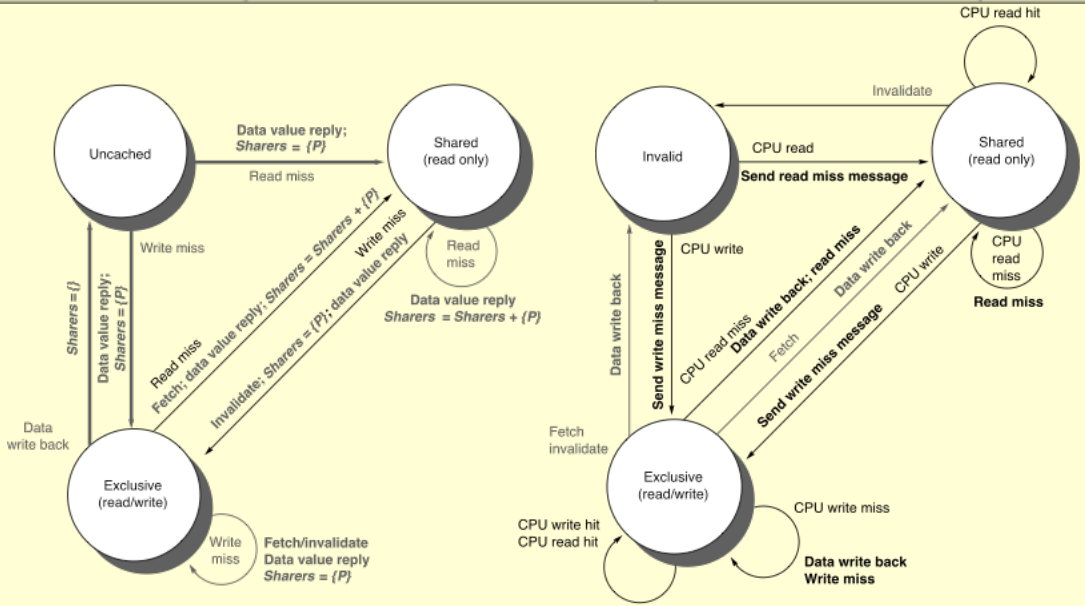 Uncached
Data value reply;
Sharers = {P}
Read miss
Shared
(read only)
Write miss
Sharers = {}
Data value reply;
Sharers = {P}
Read miss
Fetch; data value reply; Sharers = Sharers + {P}
Write miss
Invalidate; Sharers = {P}; data value reply
Read
miss
Data value reply
Sharers = Sharers + {P}
Data
write back
Exclusive
(read/write)
Write
miss
Fetch/invalidate
Data value reply
Sharers = {P}
CPU read hit
Invalidate
Invalid
CPU read
Send read miss message
Shared
(read only)
CPU write
Send write miss message
Data write back
Fetch
invalidate
CPU read miss
Data write back; read miss
Fetch
Data write back
CPU write
Send write miss message
CPU
read
miss
Read miss
Exclusive
(read/write)
CPU write hit
CPU read hit
CPU write miss
Data write back
Write miss